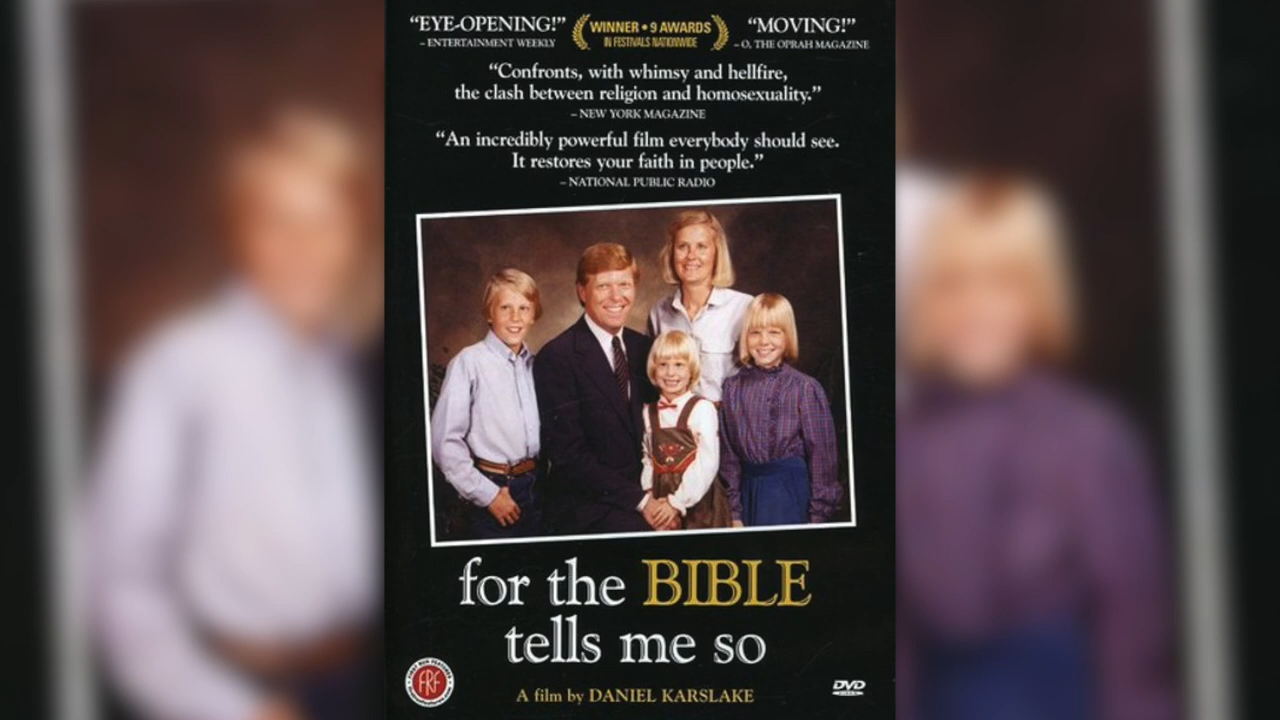 “EYE-OPENING!”
– ENTERTAINMENT WEEKLY
WINNER • 9 AWARDS
IN FESTIVALS NATIONWIDE
“MOVING!”
– O, THE OPRAH MAGAZINE
“Confronts, with whimsy and hellfire,
the clash between religion and homosexuality.”
– NEW YORK MAGAZINE
“An incredibly powerful film everybody should see.
It restores your faith in people.”
– NATIONAL PUBLIC RADIO
for the BIBLE
tells me so
FRF
A film by DANIEL KARSLAKE
DVD